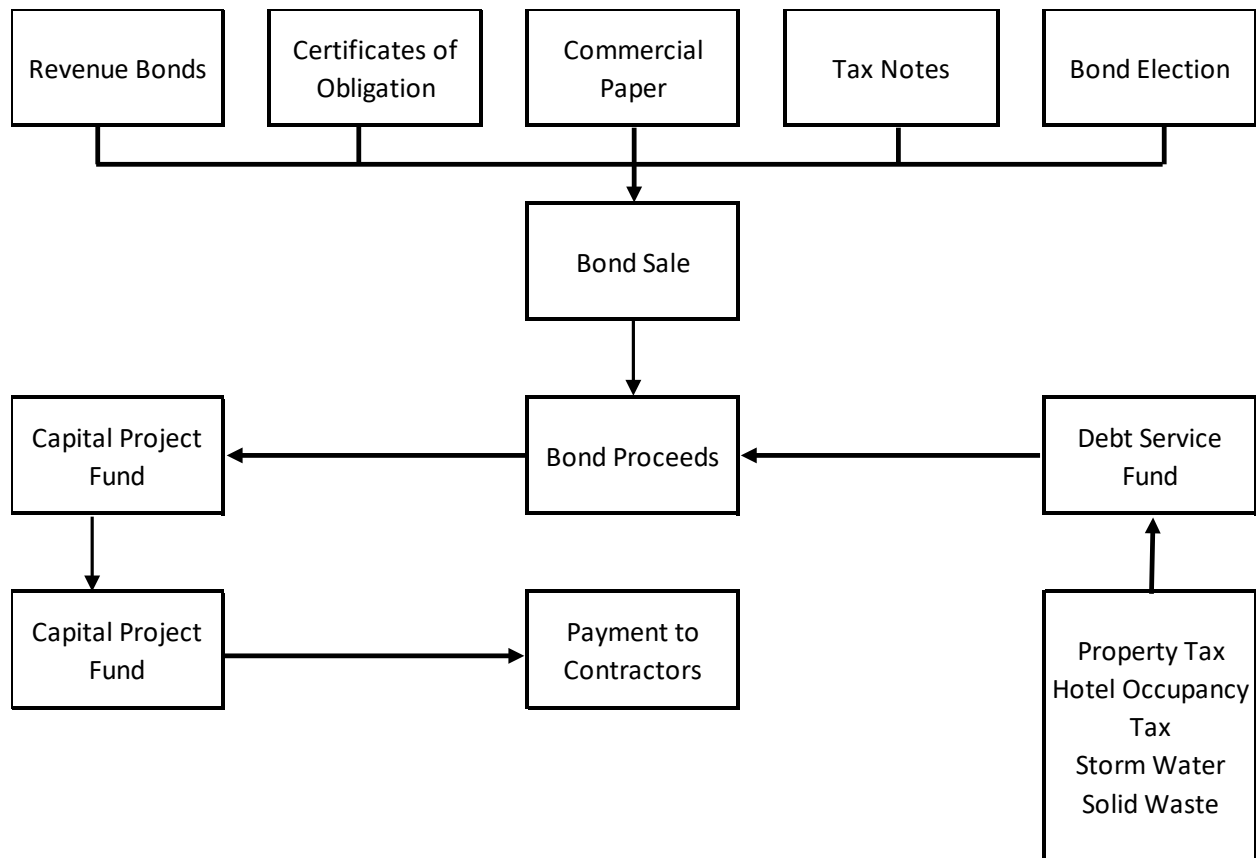 Revenue Bonds
Certificates of
Obligation
Commercial
Paper
Tax Notes
Bond Election
Bond Sale
Capital Project
Fund
Bond Proceeds
Debt Service
Fund
Capital Project
Fund
Payment to
Contractors
Property Tax
Hotel Occupancy
Tax
Storm Water
Solid Waste